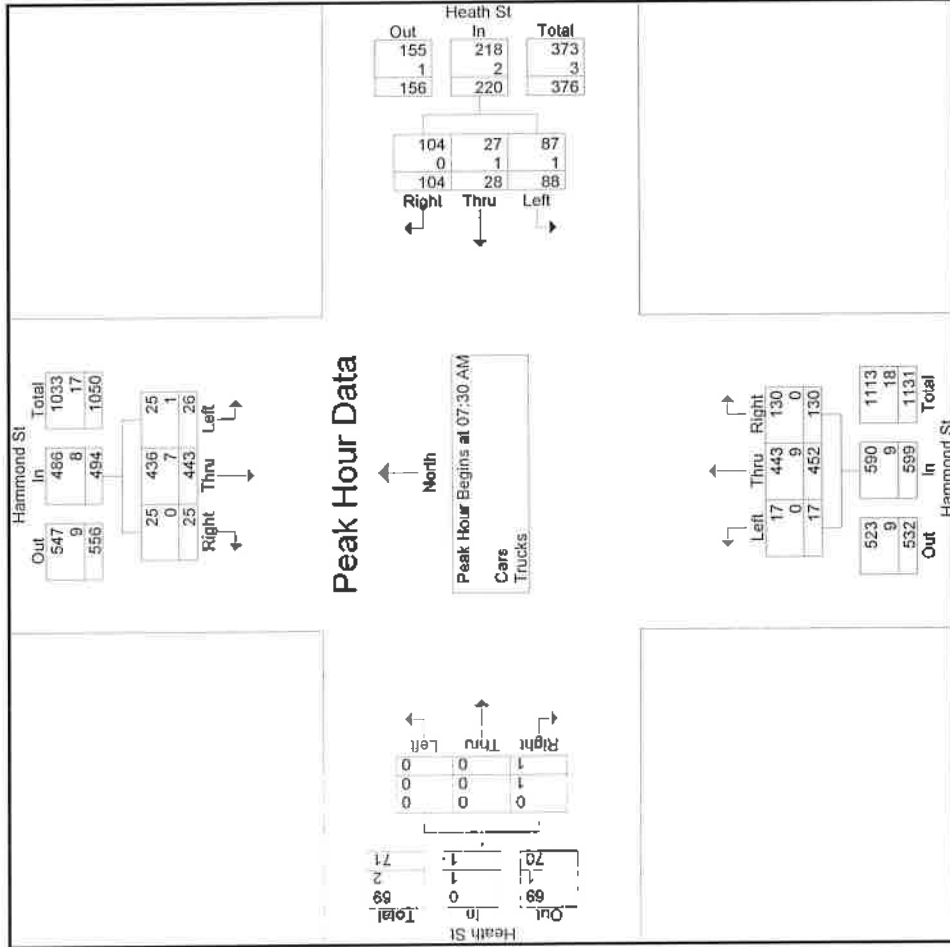 Heath St
Out In Total
155 218 373
1 2 3
156 220 376
104 27 87
0 1 1
104 28 88
Right Thru Left
Hammond St
Out In Total
547 486 1033
9 8 17
556 494 1050
25 436 25
0 7 1
25 443 26
Right Thru Left
Peak Hour Data
North
Peak Hour Begins at 07:30 AM
Cars
Trucks
Left Thru Right
17 443 130
0 9 0
17 452 130
523 590 1113
9 9 18
532 599 1131
Out In Total
Hammond St
Left Thru Right
0 0 1
0 0 1
0 0 0
71 1 70
2 1 1
69 0 69
Total In Out
Heath St